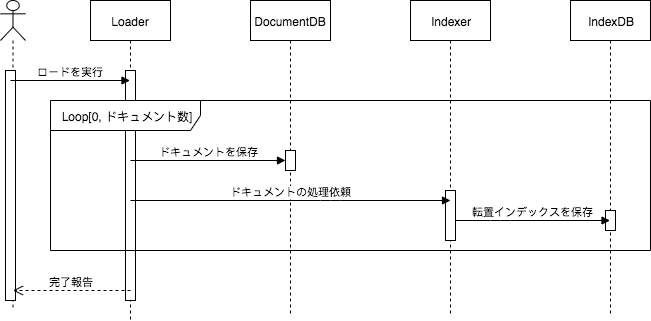 Loader
DocumentDB
Indexer
IndexDB
ロードを実行
Loop[0, ドキュメント数]
ドキュメントを保存
ドキュメントの処理依頼
転置インデックスを保存
完了報告